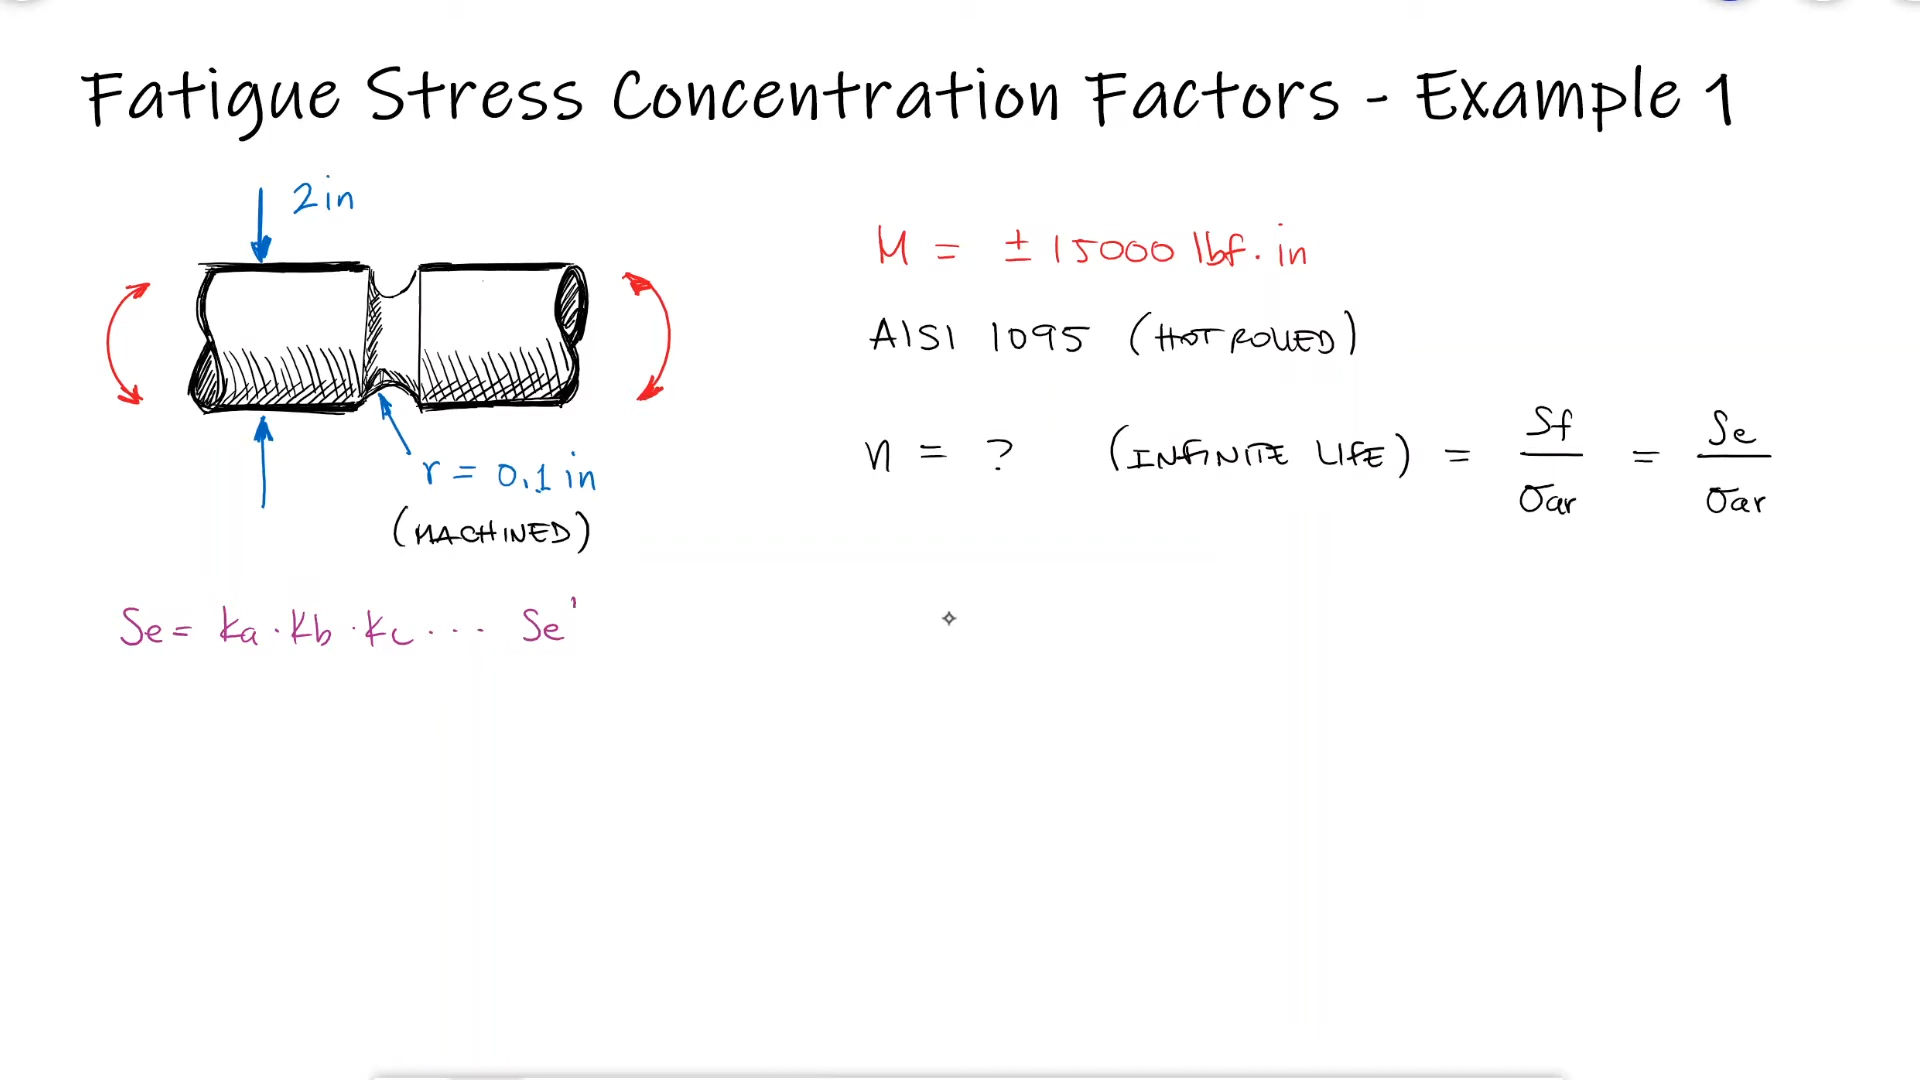 Fatigue Stress Concentration Factors - Example 1
2in
M = ± 15000 lbf.in
AISI 1095 (HOT ROLLED)
n = ? (INFINITE LIFE) = Sf/σar = Se/σar
r = 0.1 in
(MACHINED)
Se = ka · kb · kc · ... Se'